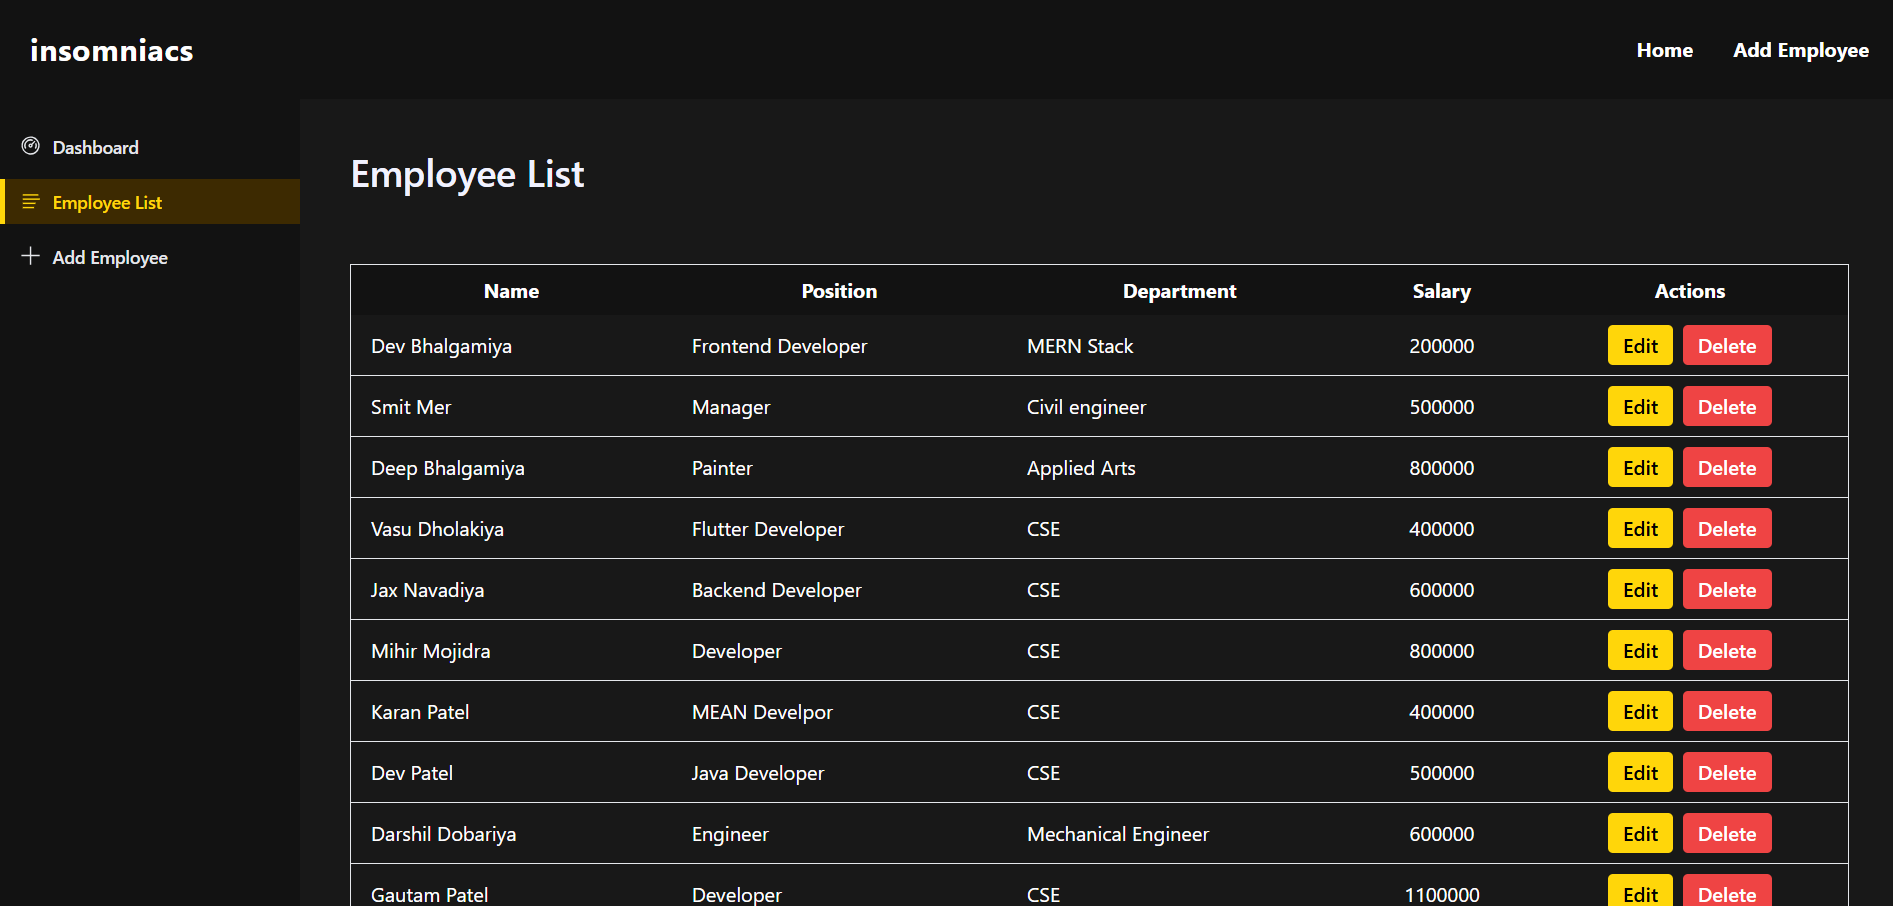 insomniacs Home Add Employee
Dashboard
Employee List
Add Employee
Employee List
Name Position Department Salary Actions
Dev Bhalgamiya Frontend Developer MERN Stack 200000 Edit Delete
Smit Mer Manager Civil engineer 500000 Edit Delete
Deep Bhalgamiya Painter Applied Arts 800000 Edit Delete
Vasu Dholakiya Flutter Developer CSE 400000 Edit Delete
Jax Navadiya Backend Developer CSE 600000 Edit Delete
Mihir Mojidra Developer CSE 800000 Edit Delete
Karan Patel MEAN Develpor CSE 400000 Edit Delete
Dev Patel Java Developer CSE 500000 Edit Delete
Darshil Dobariya Engineer Mechanical Engineer 600000 Edit Delete
Gautam Patel Developer CSE 1100000 Edit Delete